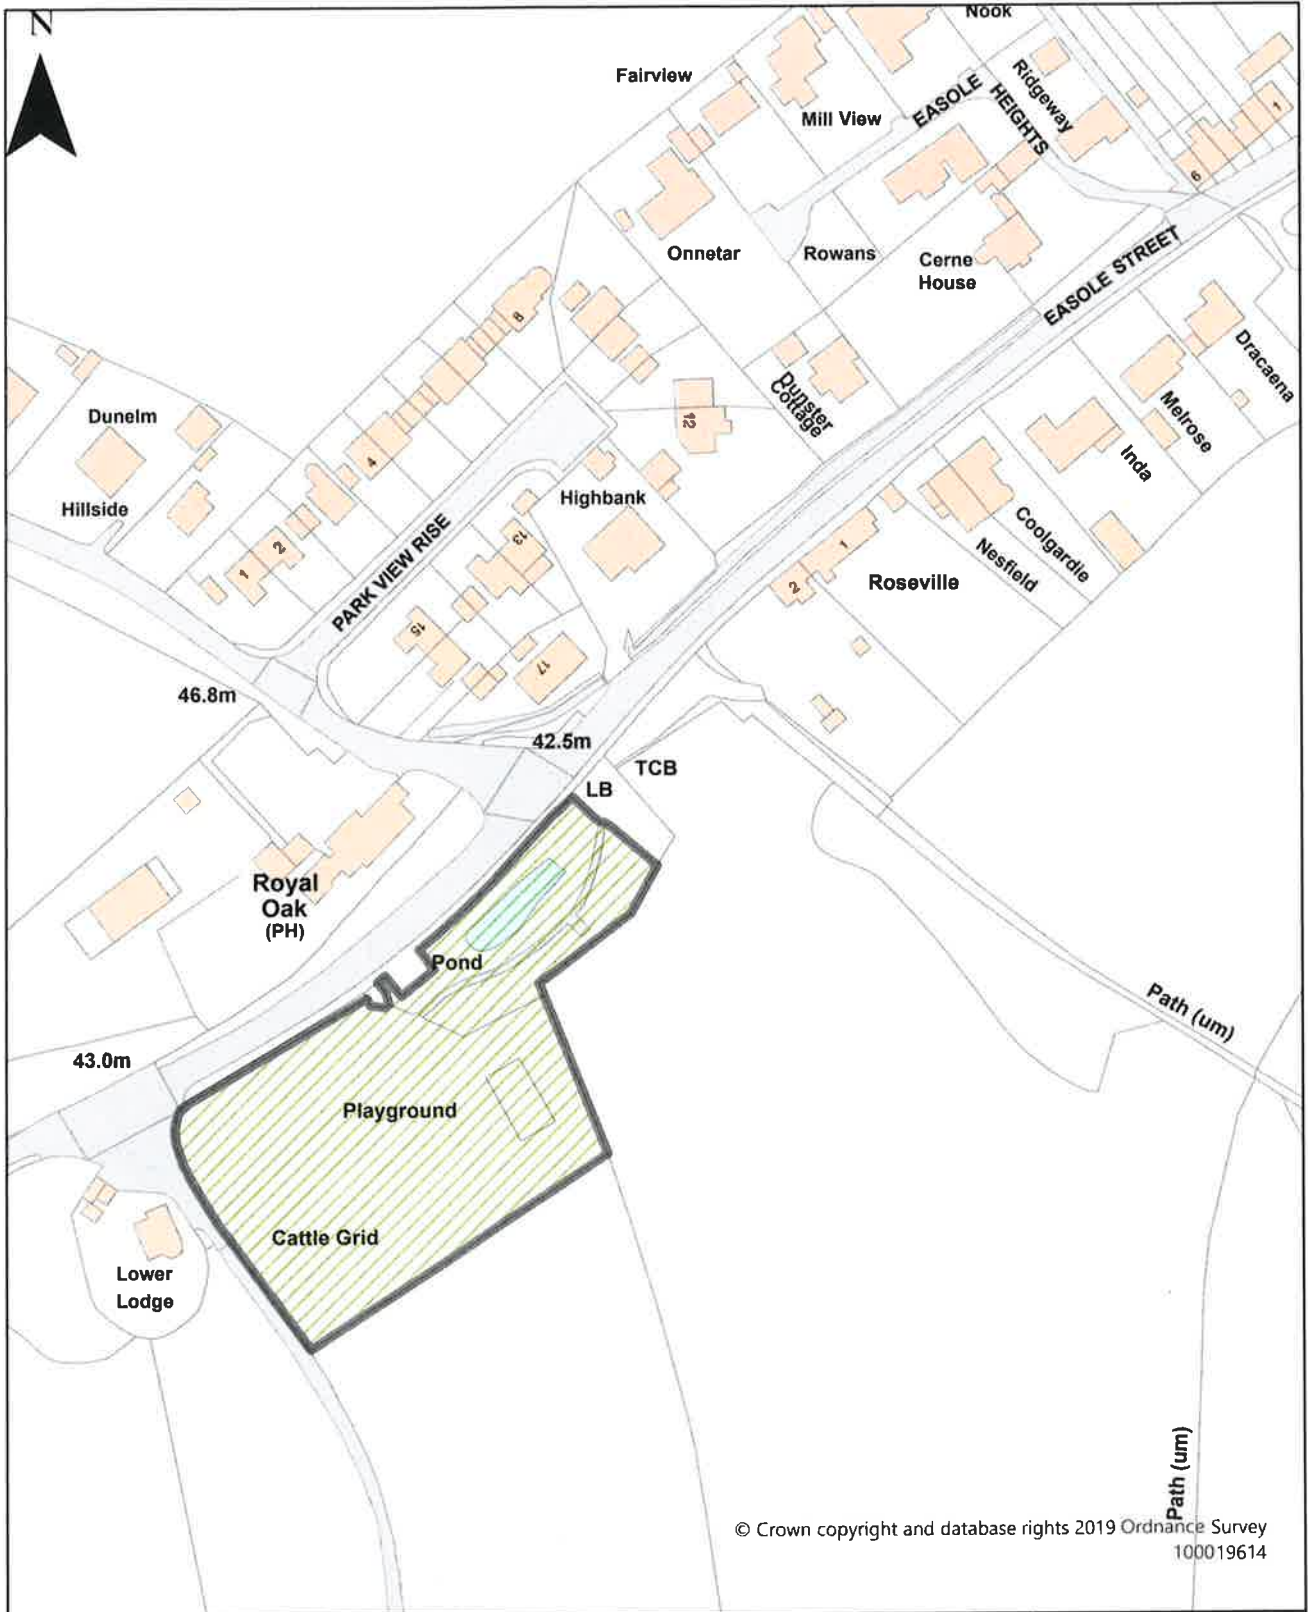 N
Nook
Fairview
Ridgeway
EASOLE
HEIGHTS
Mill View
1
6
Onnetar
Rowans
Cerne
House
EASOLE STREET
8
Dracaena
Dunster
Cottage
Dunelm
12
Melrose
4
Inda
Hillside
Highbank
Coolgardie
PARK VIEW RISE
13
2
1
1
Nesfield
2
Roseville
15
17
46.8m
42.5m
TCB
LB
Royal
Oak
(PH)
Pond
Path (um)
43.0m
Playground
Cattle Grid
Lower
Lodge
Path (um)
© Crown copyright and database rights 2019 Ordnance Survey
100019614